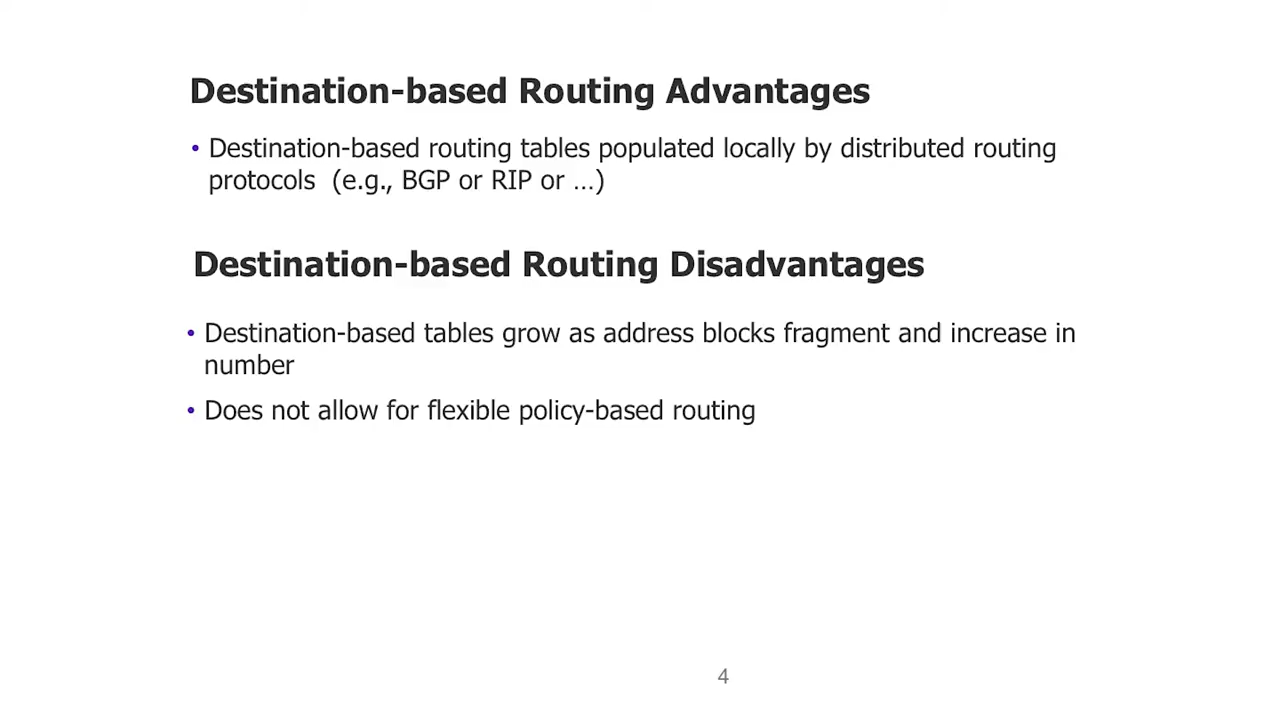 Destination-based Routing Advantages
• Destination-based routing tables populated locally by distributed routing
protocols  (e.g., BGP or RIP or …)
Destination-based Routing Disadvantages
• Destination-based tables grow as address blocks fragment and increase in
number
• Does not allow for flexible policy-based routing
4